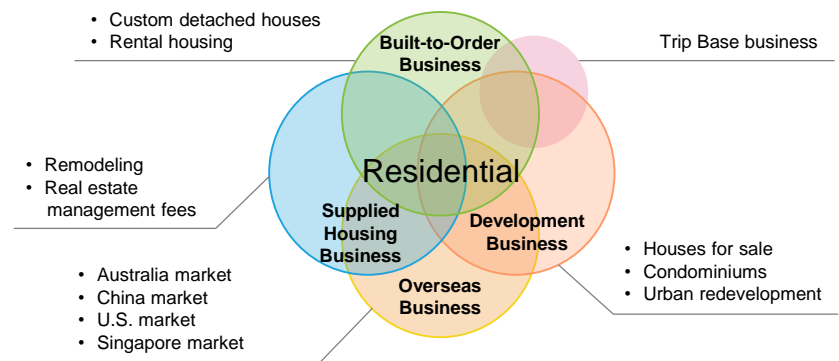 • Custom detached houses
• Rental housing
Built-to-Order
Business
Trip Base business
• Remodeling
• Real estate
management fees
Residential
Supplied
Housing
Business
Development
Business
• Houses for sale
• Condominiums
• Urban redevelopment
• Australia market
• China market
• U.S. market
• Singapore market
Overseas
Business